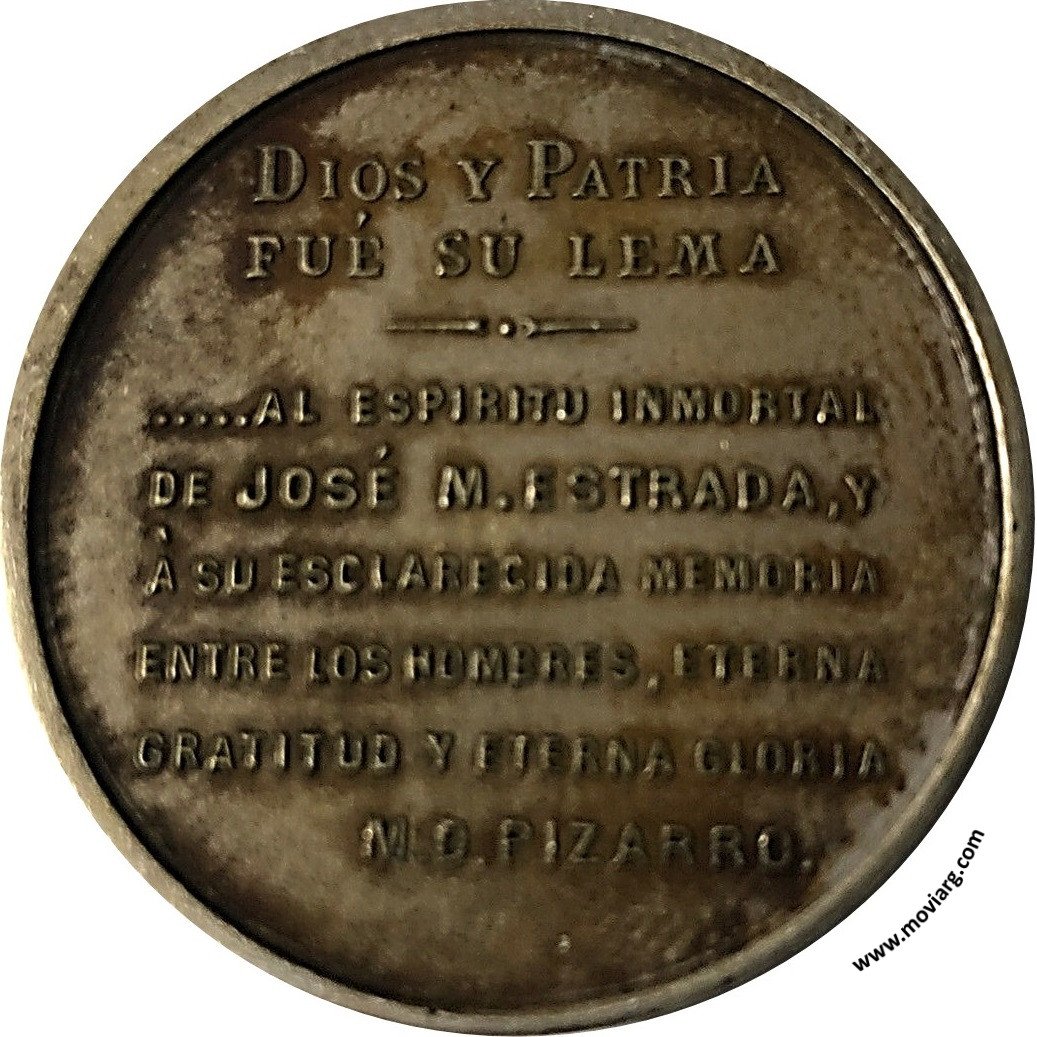 DIOS Y PATRIA
FUÉ SU LEMA
.....AL ESPIRITU INMORTAL
DE JOSÉ M. ESTRADA, Y
À SU ESCLARECIDA MEMORIA
ENTRE LOS HOMBRES, ETERNA
GRATITUD Y ETERNA GLORIA
M.D. PIZARRO.
www.moviarg.com